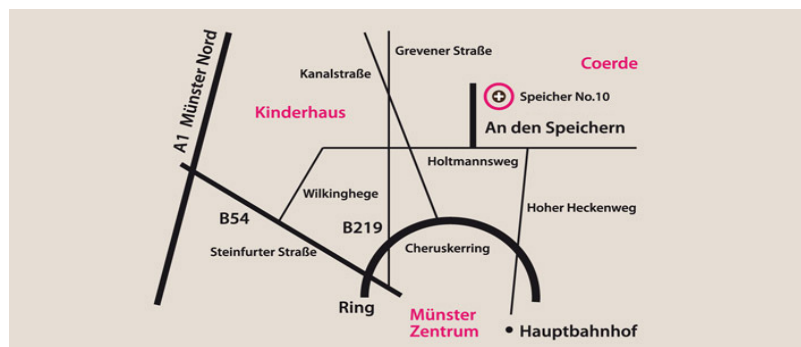 A1 Münster Nord
Grevener Straße
Kanalstraße
Coerde
Kinderhaus
Speicher No.10
An den Speichern
Holtmannsweg
Wilkinghege
Hoher Heckenweg
B54
B219
Steinfurter Straße
Cheruskerring
Ring
Münster
Zentrum
Hauptbahnhof